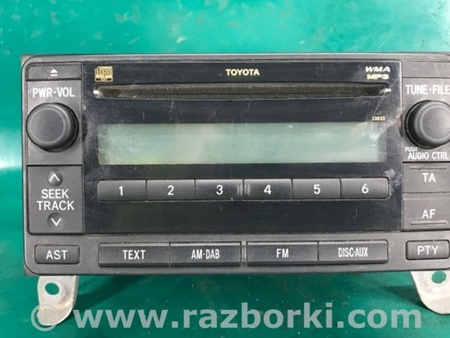 TOYOTA
WMA
MP3
PWR·VOL
TUNE·FILE
13833
PUSH
AUDIO CTRL
SEEK
TRACK
1 2 3 4 5 6
TA
AF
AST TEXT AM·DAB FM DISC·AUX PTY
www.razborki.com